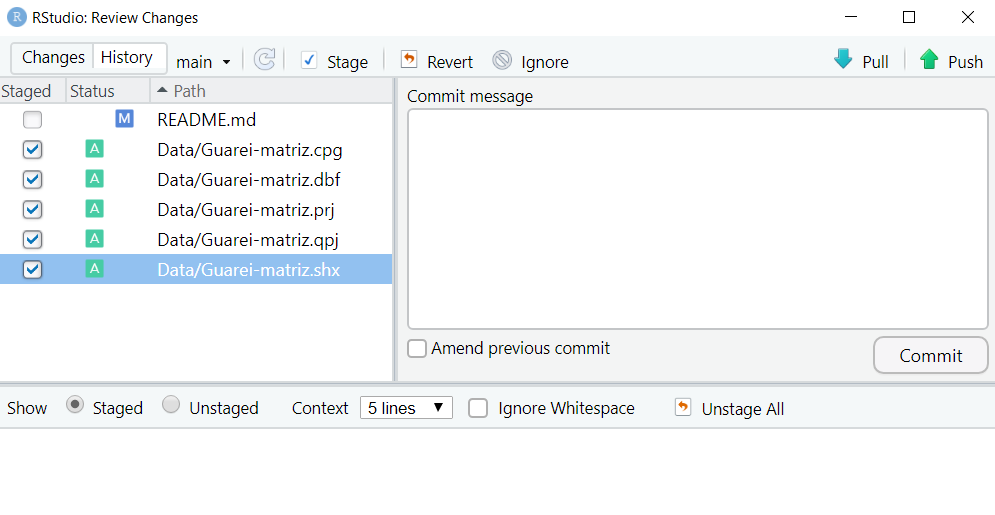 R RStudio: Review Changes
Changes History main Stage Revert Ignore Pull Push
Staged Status Path
M README.md
A Data/Guarei-matriz.cpg
A Data/Guarei-matriz.dbf
A Data/Guarei-matriz.prj
A Data/Guarei-matriz.qpj
A Data/Guarei-matriz.shx
Commit message
Amend previous commit
Commit
Show Staged Unstaged Context 5 lines Ignore Whitespace Unstage All